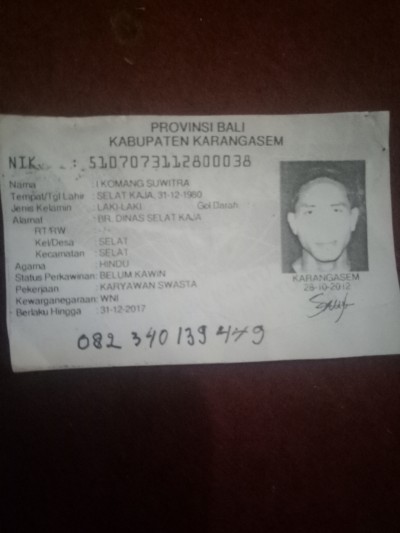 PROVINSI BALI
KABUPATEN KARANGASEM
NIK. : 5107073112800038
Nama : I KOMANG SUWITRA
Tempat/Tgl Lahir : SELAT KAJA, 31-12-1980
Jenis Kelamin : LAKI-LAKI Gol Darah :
Alamat : BR. DINAS SELAT KAJA
RT/RW : - / -
Kel/Desa : SELAT
Kecamatan : SELAT
Agama : HINDU
Status Perkawinan: BELUM KAWIN
Pekerjaan : KARYAWAN SWASTA
Kewarganegaraan: WNI
Berlaku Hingga : 31-12-2017
KARANGASEM
28-10-2012
082 340 139 449